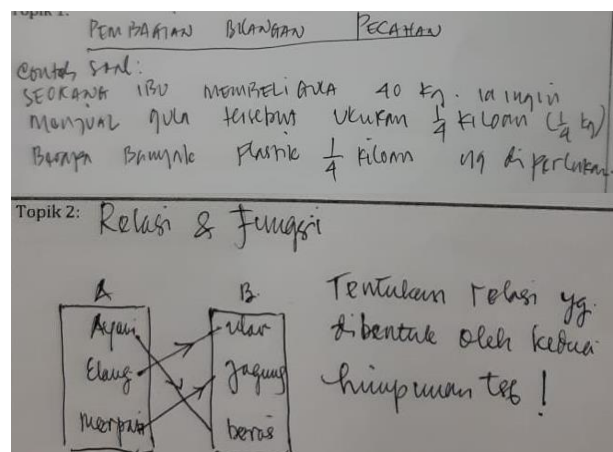 Topik 1:
PEMBAGIAN BILANGAN PECAHAN
Contoh soal:
SEORANG IBU MEMBELI GULA 40 kg. ia ingin
Menjual gula tersebut ukuran 1/4 KILOAN (1/4 kg)
Berapa Banyak Plastik 1/4 Kiloan yg diperlukan.
Topik 2: Relasi & Fungsi
A B
Ayam ular
Elang Jagung
Merpati beras
Tentukan relasi yg.
dibentuk oleh kedua
himpunan tsb!